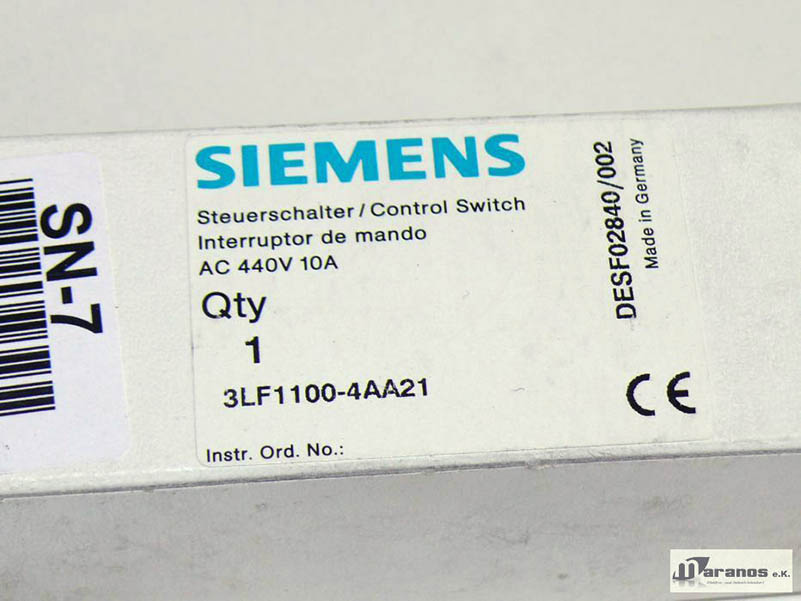 SIEMENS
Steuerschalter / Control Switch
Interruptor de mando
AC 440V 10A
Qty
1
3LF1100-4AA21
Instr. Ord. No.:
DESF02840/002
Made in Germany
CE
SN-7
Maranos e.K.